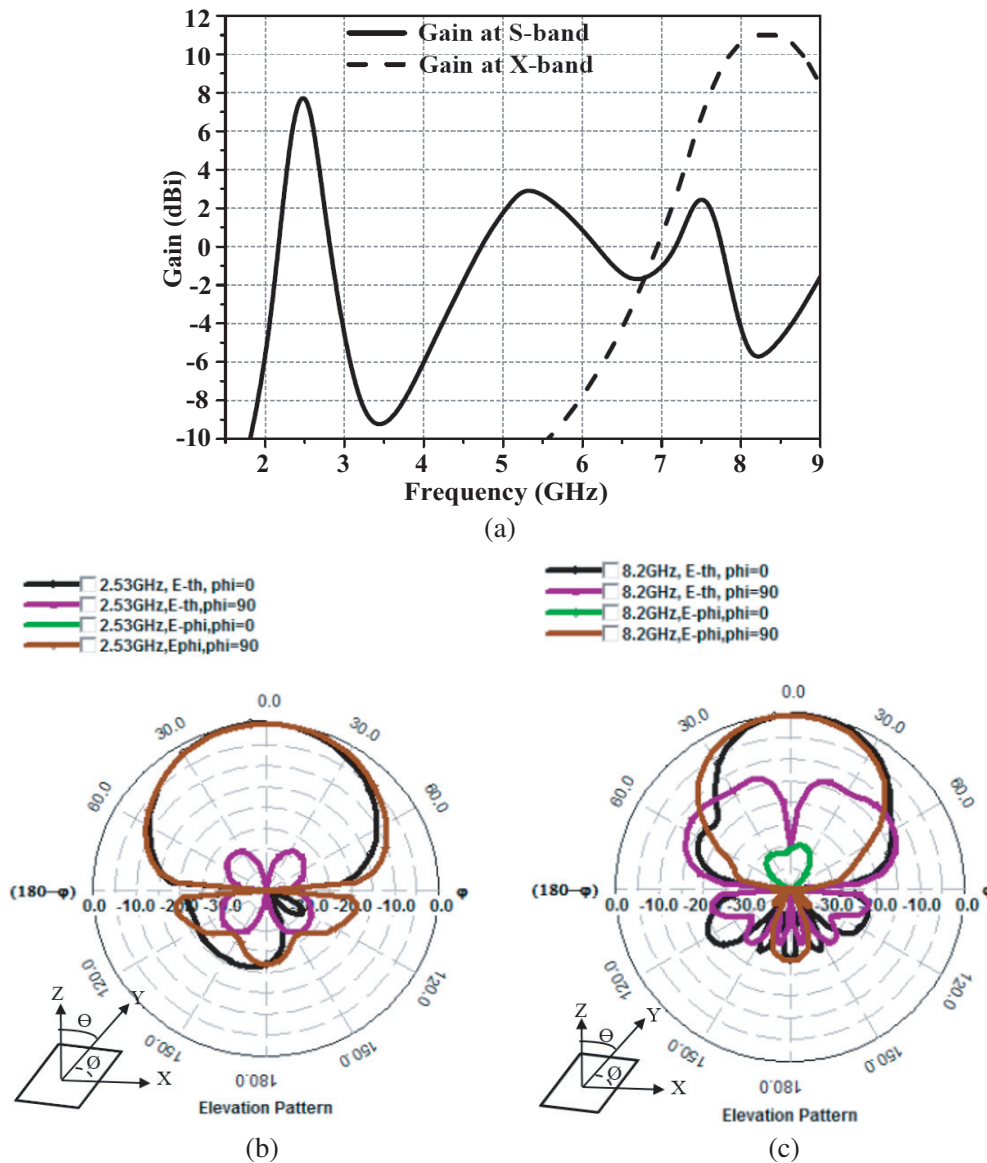 12
10
8
6
4
2
0
-2
-4
-6
-8
-10
Gain (dBi)
Gain at S-band
Gain at X-band
2 3 4 5 6 7 8 9
Frequency (GHz)
(a)
2.53GHz, E-th, phi=0
2.53GHz,E-th,phi=90
2.53GHz,E-phi,phi=0
2.53GHz,Ephi,phi=90
0.0
30.0 30.0
60.0 60.0
(180-φ) φ
0.0 -10.0 -20.0 -30.0 -30.0 -20.0 -10.0 0.0
120.0 120.0
150.0 150.0
180.0
Z Y
Ө
Ø
X
Elevation Pattern
(b)
8.2GHz, E-th, phi=0
8.2GHz, E-th, phi=90
8.2GHz,E-phi,phi=0
8.2GHz,E-phi,phi=90
0.0
30.0 30.0
60.0 60.0
(180-φ)
0.0 -10.0 -20.0 -30.0 -30.0 -20.0 -10.0 0.0
120.0 120.0
150.0 150.0
180.0
Z Y
Ө
Ø
X
Elevation Pattern
(c)